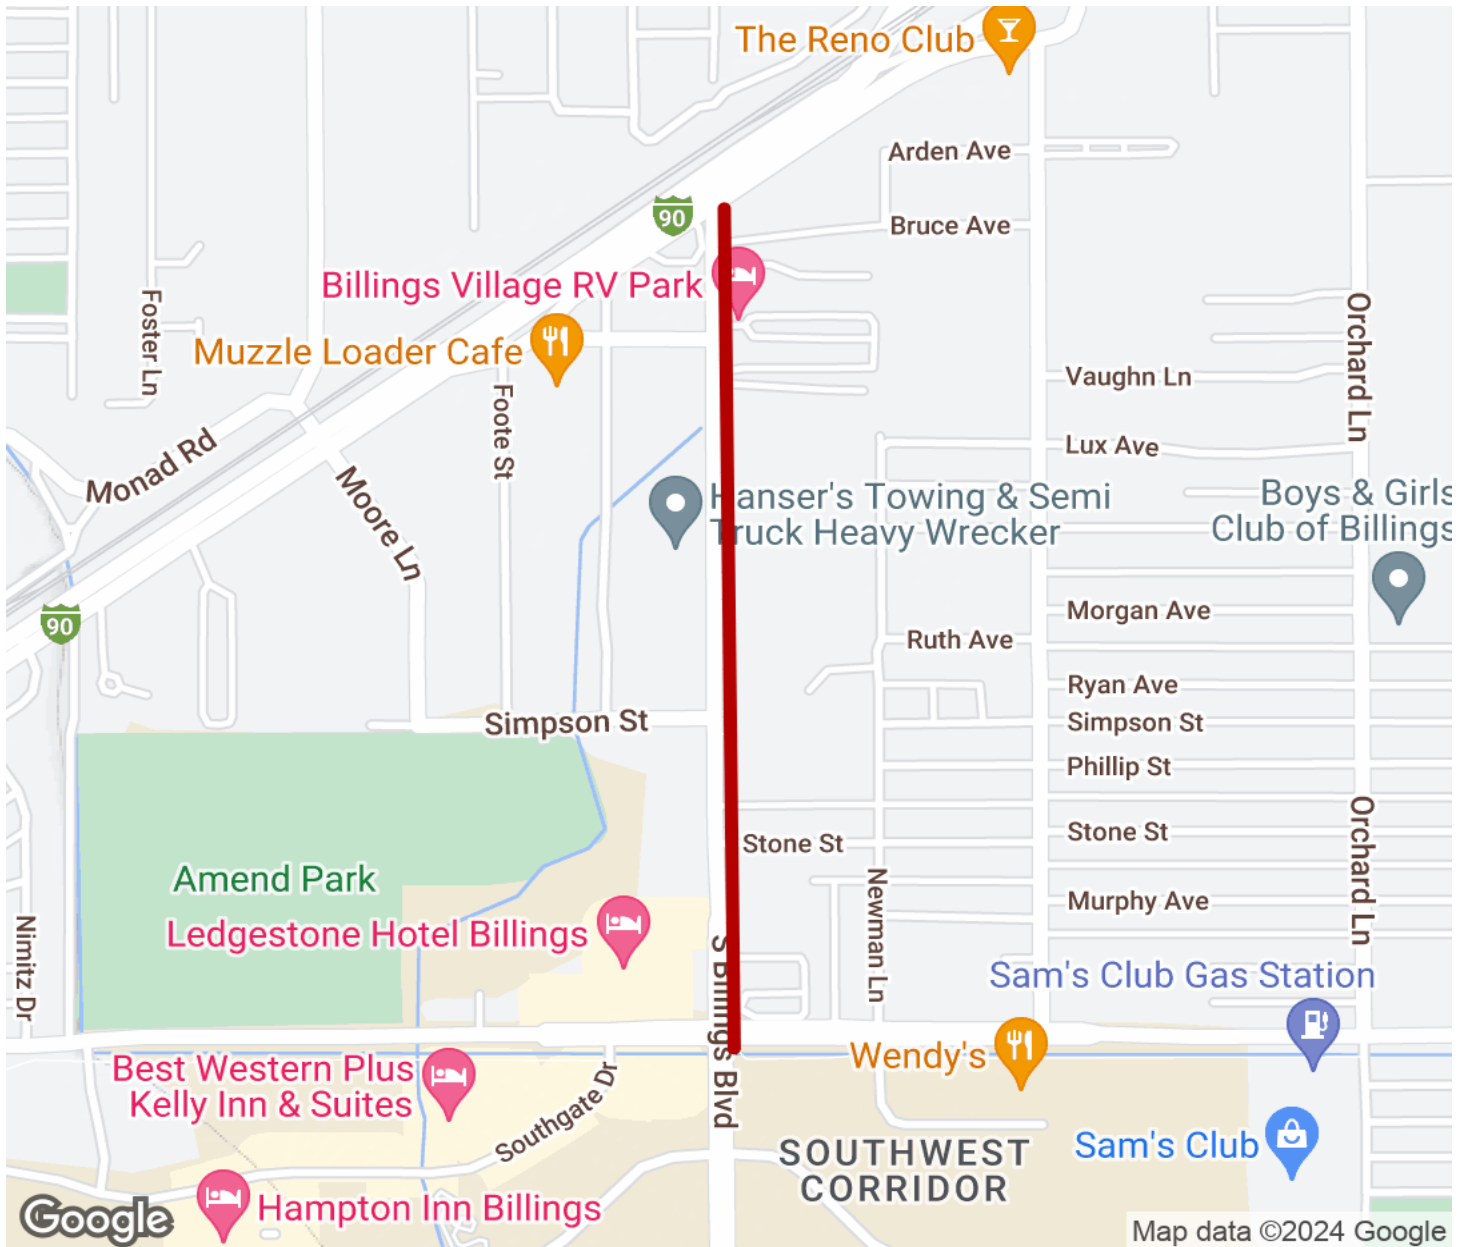 The Reno Club
Arden Ave
90
Bruce Ave
Billings Village RV Park
Foster Ln
Orchard Ln
Muzzle Loader Cafe
Vaughn Ln
Foote St
Lux Ave
Monad Rd
Moore Ln
Hanser's Towing & Semi
Truck Heavy Wrecker
Boys & Girls
Club of Billings
90
Morgan Ave
Ruth Ave
Ryan Ave
Simpson St
Simpson St
Phillip St
Stone St
Stone St
Orchard Ln
Amend Park
Newman Ln
Murphy Ave
Ledgestone Hotel Billings
Nimitz Dr
S Billings Blvd
Sam's Club Gas Station
Wendy's
Best Western Plus
Kelly Inn & Suites
Southgate Dr
SOUTHWEST
CORRIDOR
Sam's Club
Hampton Inn Billings
Google
Map data ©2024 Google